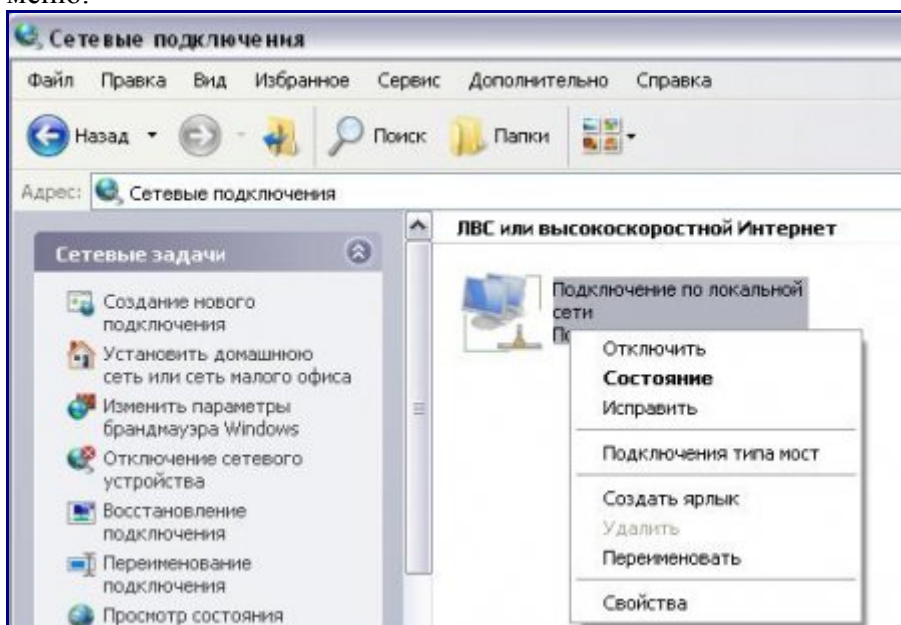 меню.
Сетевые подключения
Файл Правка Вид Избранное Сервис Дополнительно Справка
Назад Поиск Папки
Адрес: Сетевые подключения
Сетевые задачи
Создание нового
подключения
Установить домашнюю
сеть или сеть малого офиса
Изменить параметры
брандмауэра Windows
Отключение сетевого
устройства
Восстановление
подключения
Переименование
подключения
Просмотр состояния
ЛВС или высокоскоростной Интернет
Подключение по локальной
сети
Отключить
Состояние
Исправить
Подключения типа мост
Создать ярлык
Удалить
Переименовать
Свойства